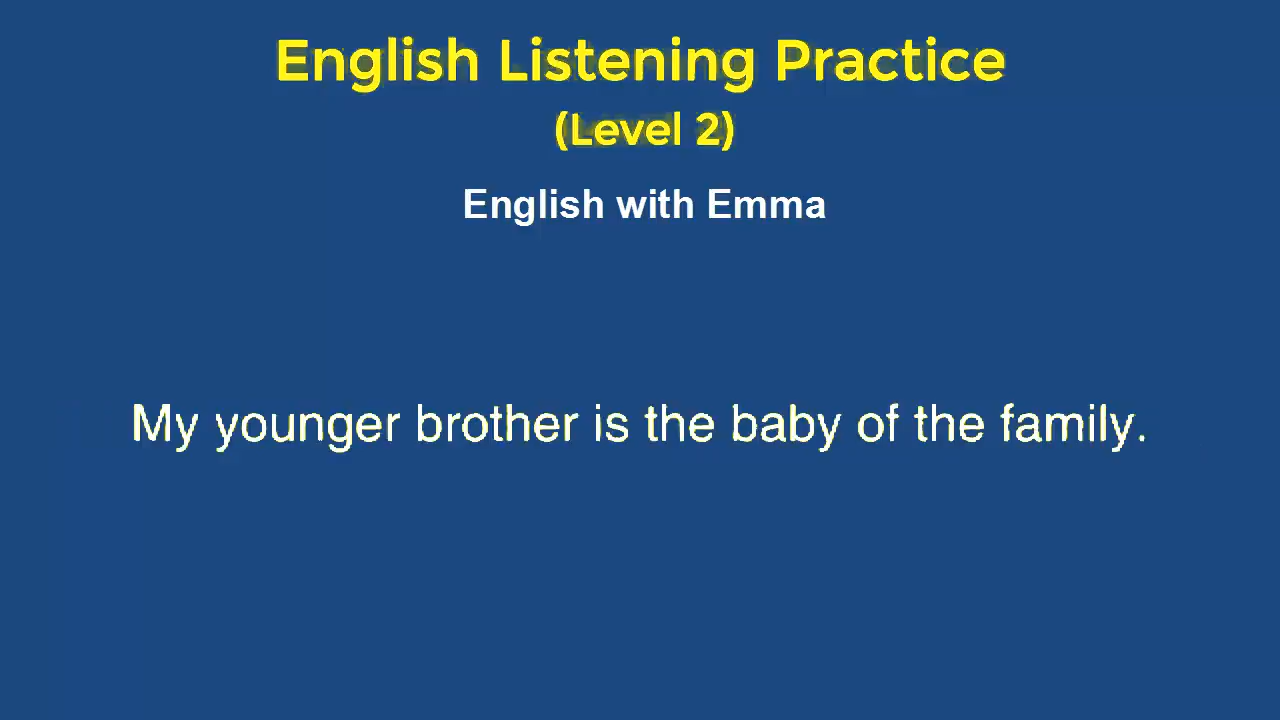 English Listening Practice
(Level 2)
English with Emma
My younger brother is the baby of the family.